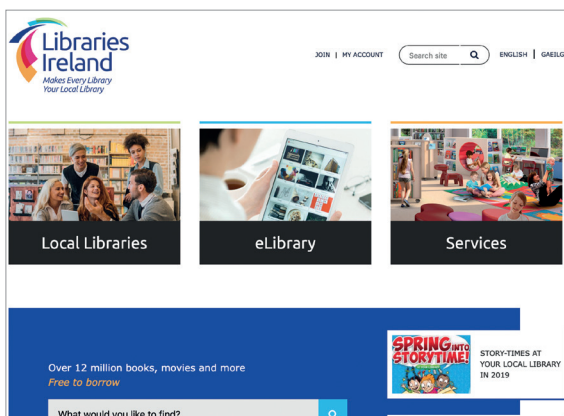 Libraries
Ireland
Makes Every Library
Your Local Library
JOIN | MY ACCOUNT
Search site
ENGLISH | GAEILG
Local Libraries
eLibrary
Services
SPRING INTO
STORYTIME!
STORY-TIMES AT
YOUR LOCAL LIBRARY
IN 2019
Over 12 million books, movies and more
Free to borrow
What would you like to find?